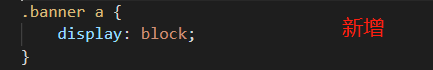 .banner a {
    display: block;
}
新增